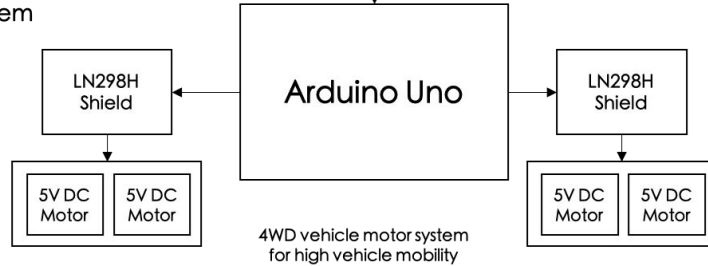 em
LN298H
Shield
Arduino Uno
LN298H
Shield
5V DC
Motor
5V DC
Motor
5V DC
Motor
5V DC
Motor
4WD vehicle motor system
for high vehicle mobility